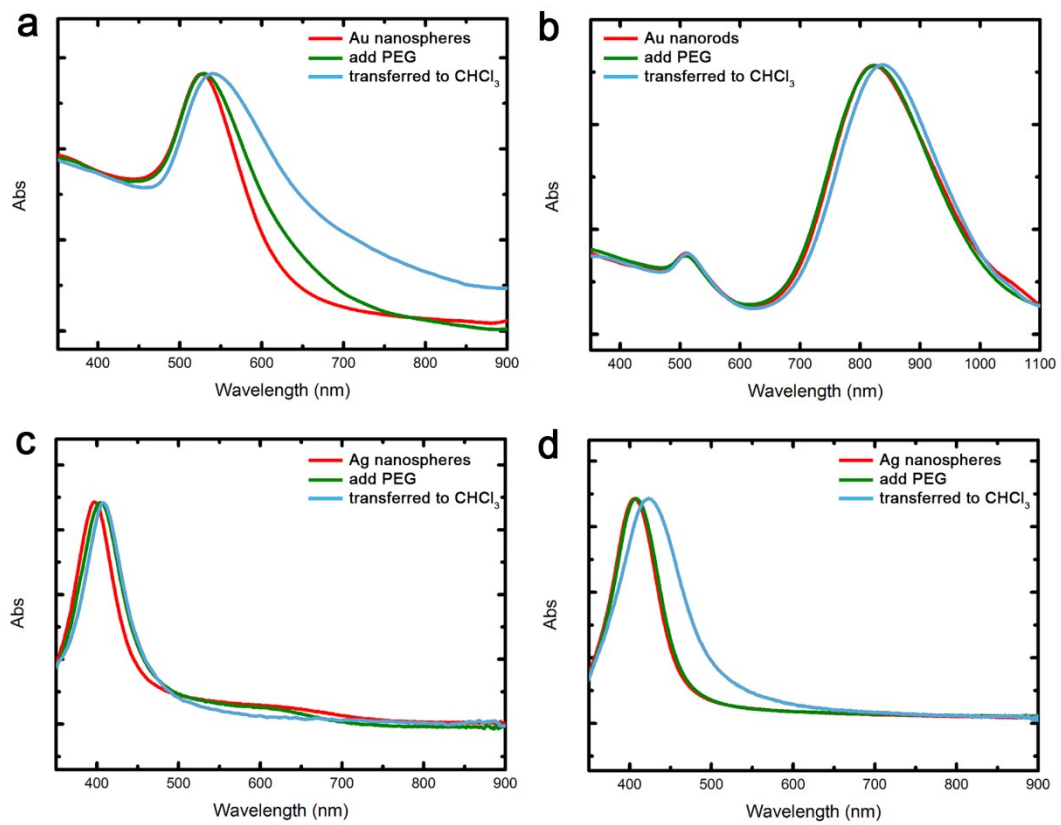 a
Au nanospheres
add PEG
transferred to CHCl₃
Abs
400 500 600 700 800 900
Wavelength (nm)
b
Au nanorods
add PEG
transferred to CHCl₃
Abs
400 500 600 700 800 900 1000 1100
Wavelength (nm)
c
Ag nanospheres
add PEG
transferred to CHCl₃
Abs
400 500 600 700 800 900
Wavelength (nm)
d
Ag nanospheres
add PEG
transferred to CHCl₃
Abs
400 500 600 700 800 900
Wavelength (nm)